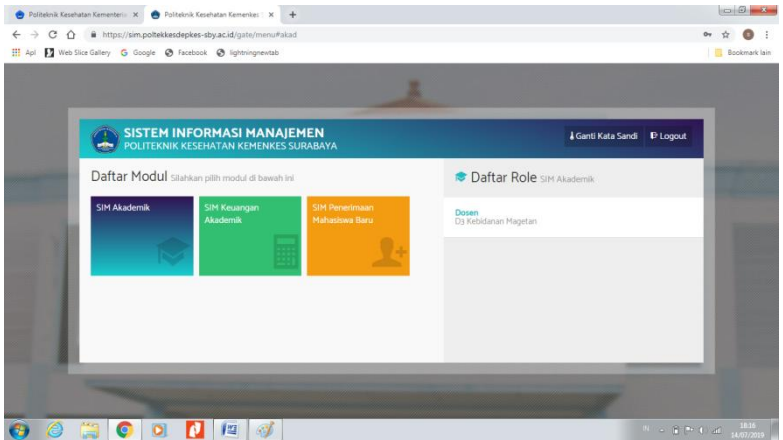 Politeknik Kesehatan Kementeria
Politeknik Kesehatan Kemenkes
https://sim.poltekkesdepkes-sby.ac.id/gate/menu#akad
Apl
Web Slice Gallery
Google
Facebook
lightningnewtab
Bookmark lain
SISTEM INFORMASI MANAJEMEN
POLITEKNIK KESEHATAN KEMENKES SURABAYA
Ganti Kata Sandi
Logout
Daftar Modul Silahkan pilih modul di bawah ini
SIM Akademik
SIM Keuangan
Akademik
SIM Penerimaan
Mahasiswa Baru
Daftar Role SIM Akademik
Dosen
D3 Kebidanan Magetan
IN
18:16
14/07/2019